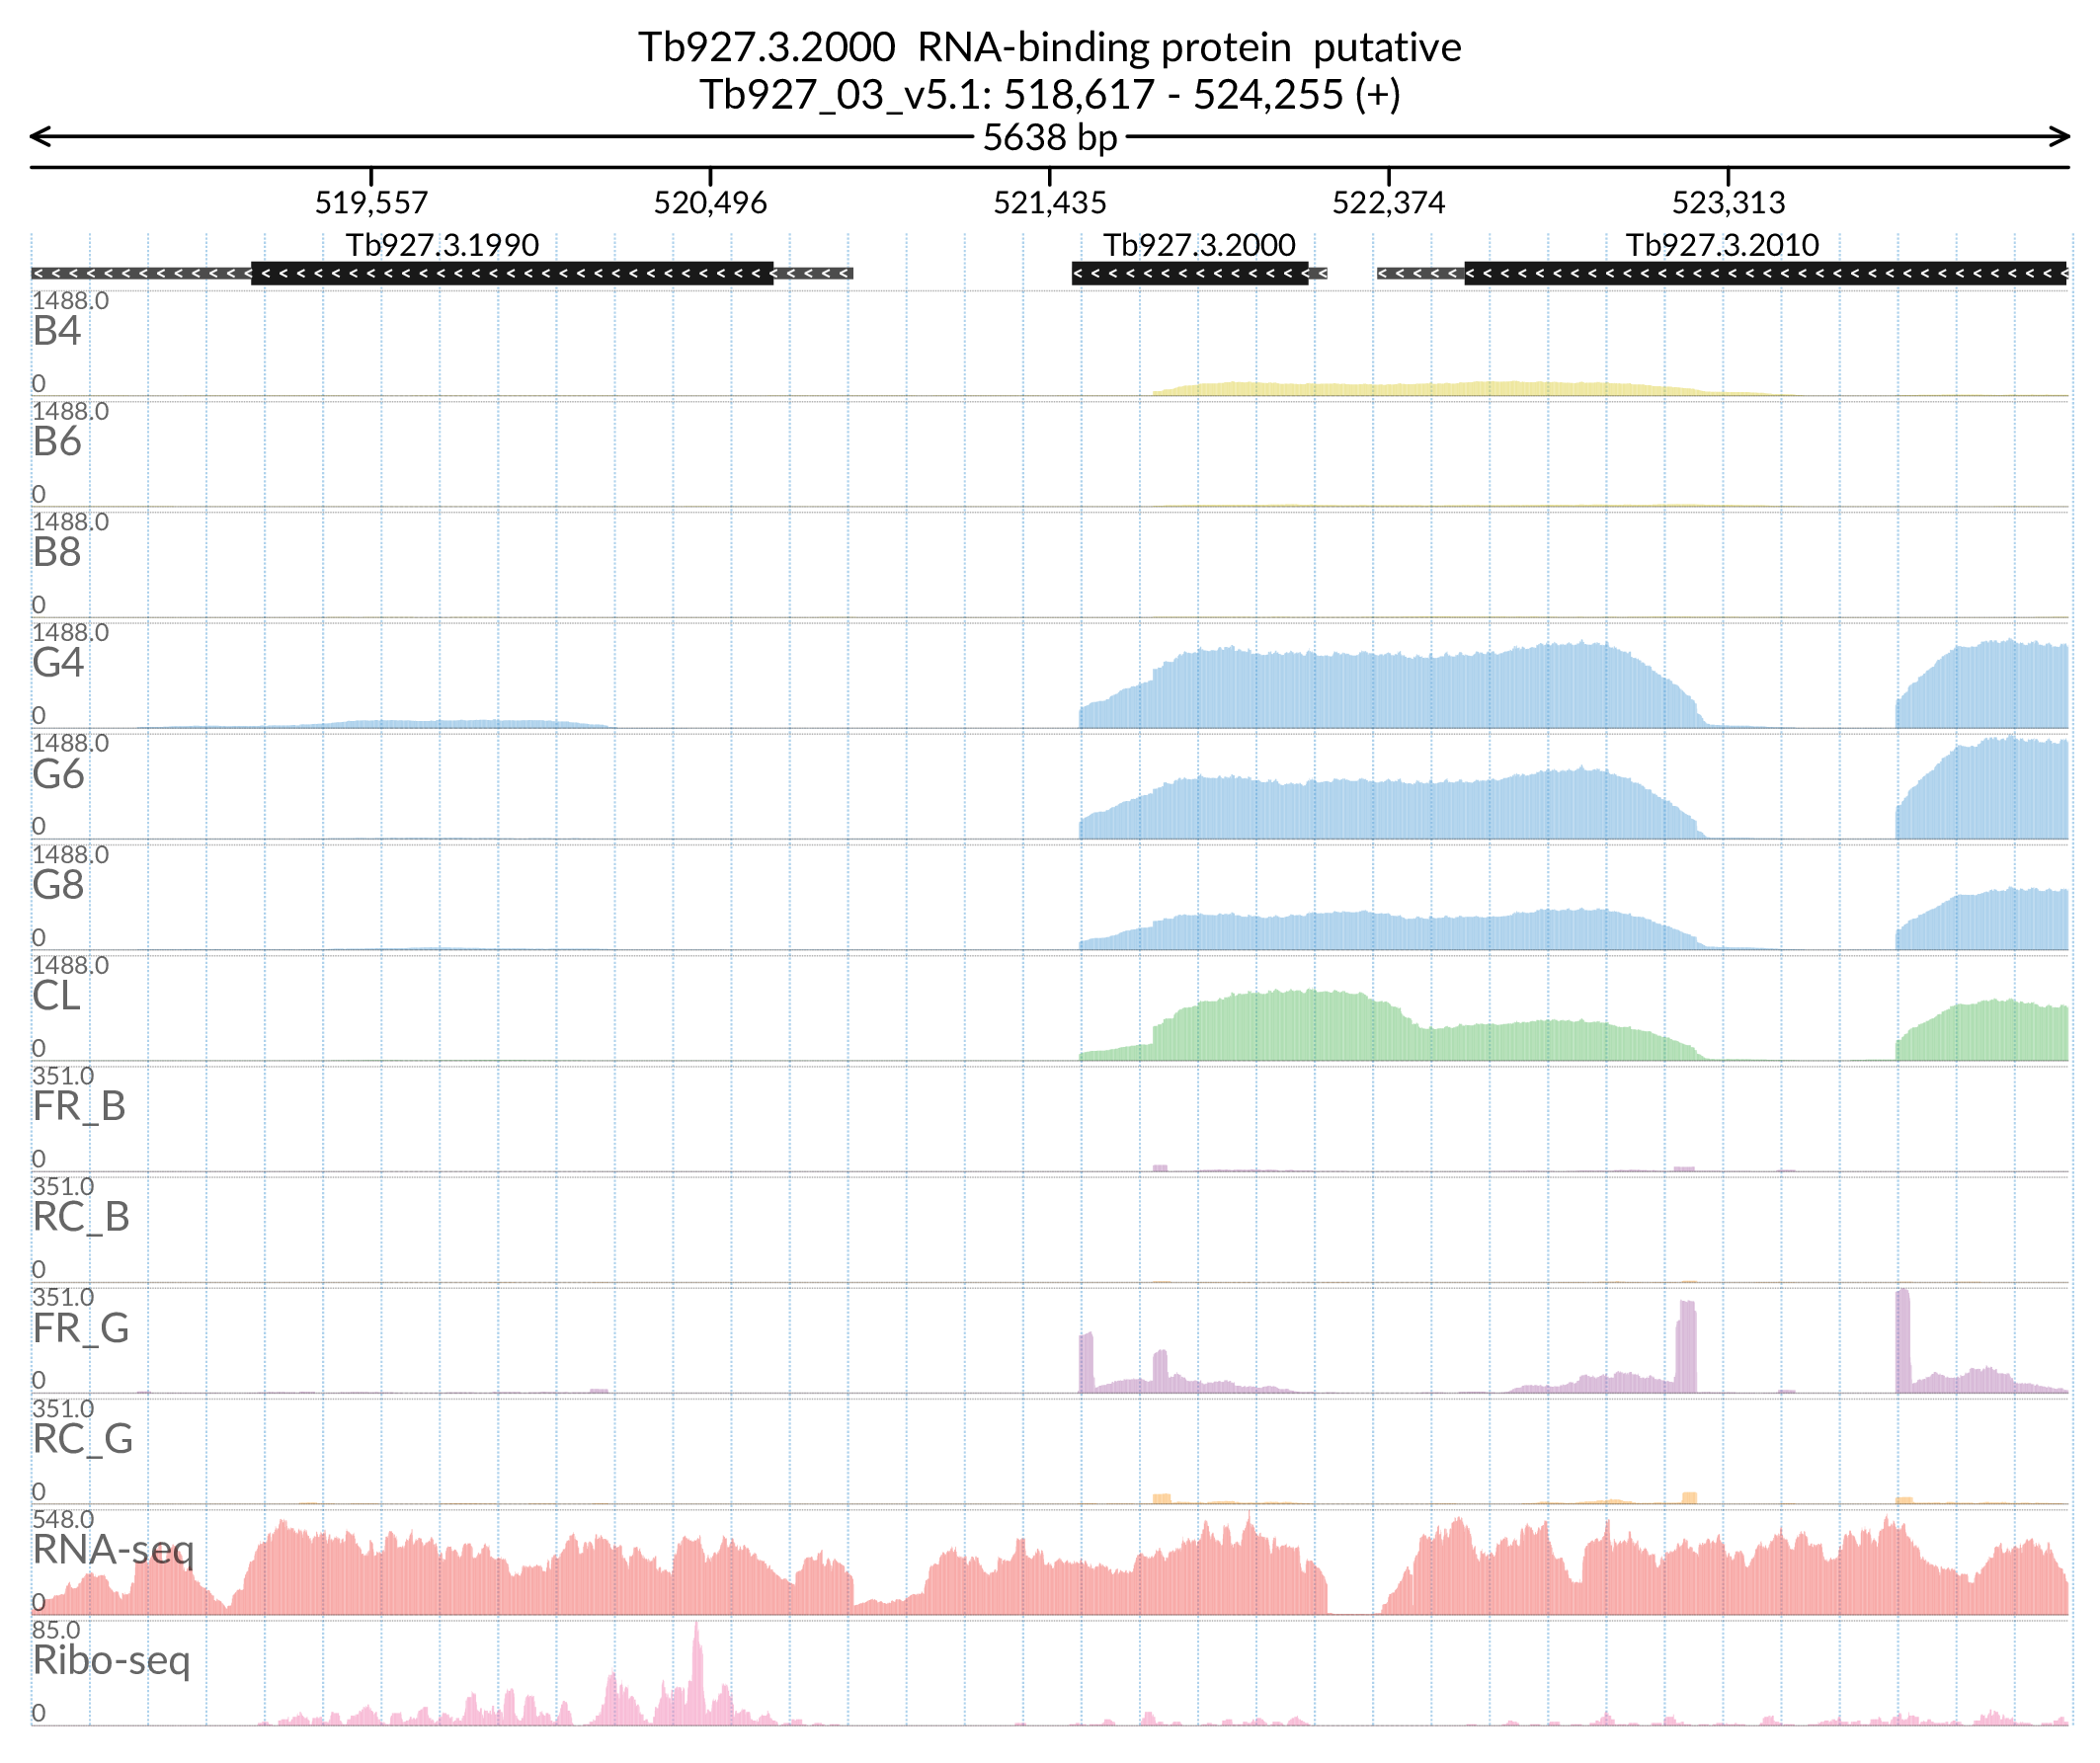 Tb927.3.2000  RNA-binding protein  putative
Tb927_03_v5.1: 518,617 - 524,255 (+)
5638 bp
519,557 520,496 521,435 522,374 523,313
Tb927.3.1990 Tb927.3.2000 Tb927.3.2010
1488.0
B4
0
1488.0
B6
0
1488.0
B8
0
1488.0
G4
0
1488.0
G6
0
1488.0
G8
0
1488.0
CL
0
351.0
FR_B
0
351.0
RC_B
0
351.0
FR_G
0
351.0
RC_G
0
548.0
RNA-seq
0
85.0
Ribo-seq
0